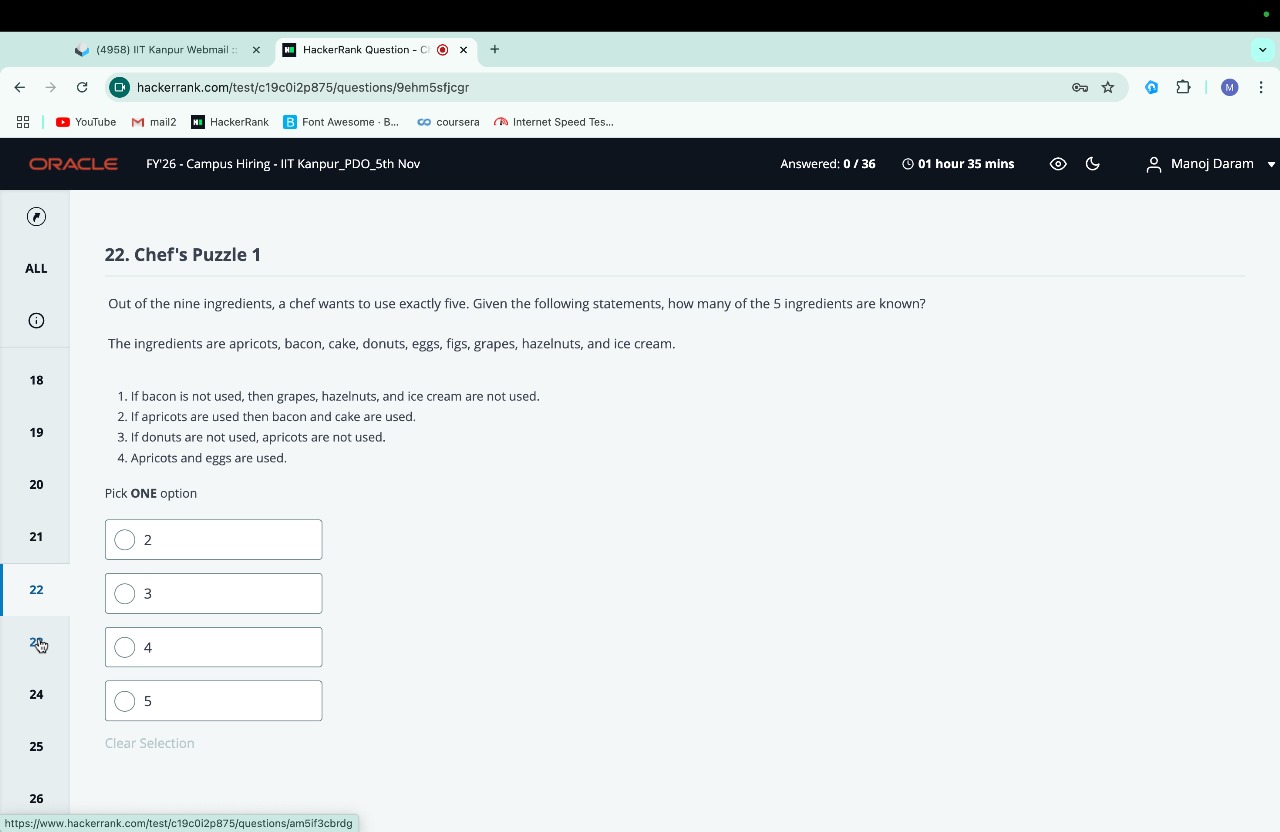 (4958) IIT Kanpur Webmail ::
HackerRank Question - C
hackerrank.com/test/c19c0i2p875/questions/9ehm5sfjcgr
M
YouTube
mail2
HackerRank
Font Awesome · B...
coursera
Internet Speed Tes...
ORACLE
FY'26 - Campus Hiring - IIT Kanpur_PDO_5th Nov
Answered: 0 / 36
01 hour 35 mins
Manoj Daram
ALL
18
19
20
21
22
24
25
26
22. Chef's Puzzle 1
Out of the nine ingredients, a chef wants to use exactly five. Given the following statements, how many of the 5 ingredients are known?
The ingredients are apricots, bacon, cake, donuts, eggs, figs, grapes, hazelnuts, and ice cream.
1. If bacon is not used, then grapes, hazelnuts, and ice cream are not used.
2. If apricots are used then bacon and cake are used.
3. If donuts are not used, apricots are not used.
4. Apricots and eggs are used.
Pick ONE option
2
3
4
5
Clear Selection
https://www.hackerrank.com/test/c19c0i2p875/questions/am5if3cbrdg